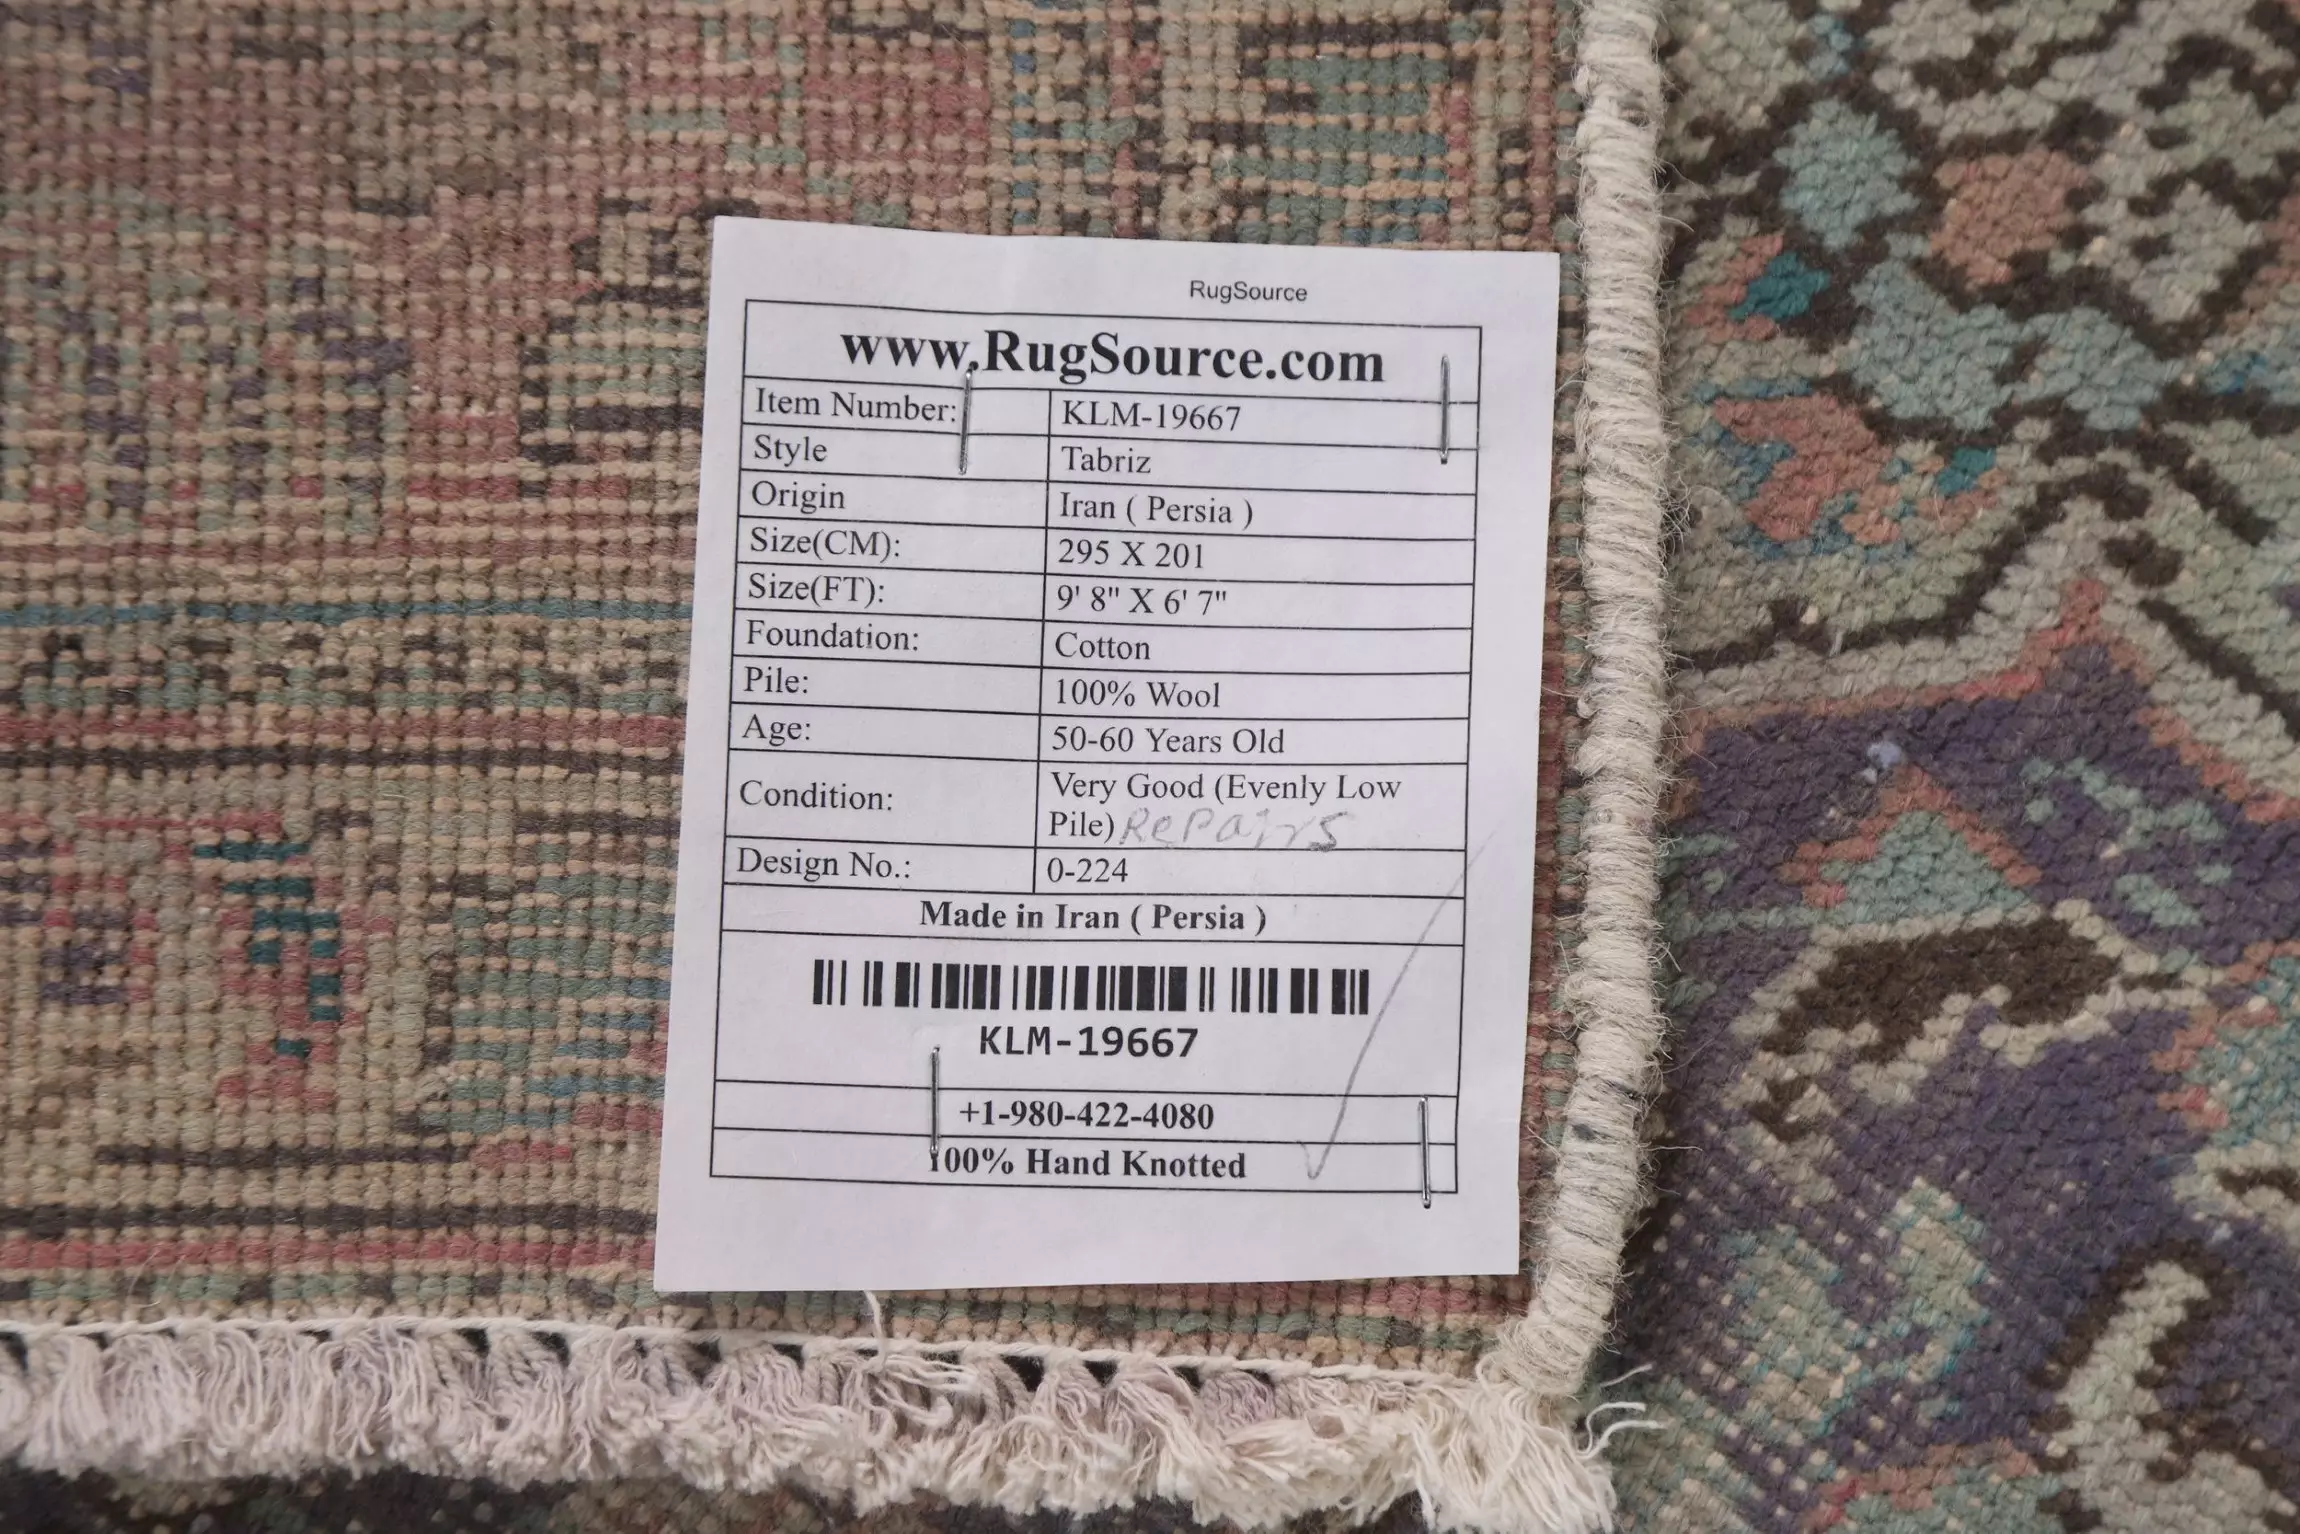 RugSource
www.RugSource.com
Item Number: KLM-19667
Style Tabriz
Origin Iran ( Persia )
Size(CM): 295 X 201
Size(FT): 9' 8" X 6' 7"
Foundation: Cotton
Pile: 100% Wool
Age: 50-60 Years Old
Condition: Very Good (Evenly Low
Pile) Repairs
Design No.: 0-224
Made in Iran ( Persia )
KLM-19667
+1-980-422-4080
100% Hand Knotted